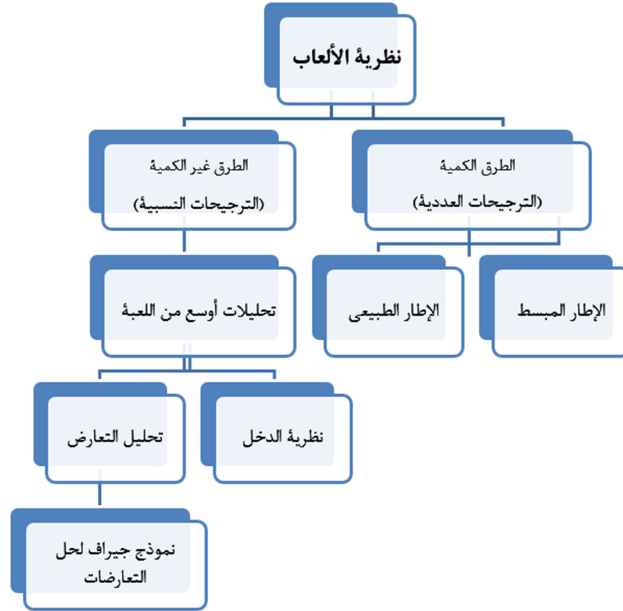 نظرية الألعاب
الطرق الكمية
(الترجيحات العددية)
الطرق غير الكمية
(الترجيحات النسبية)
الإطار المبسط
الإطار الطبيعى
تحليلات أوسع من اللعبة
نظرية الدخل
تحليل التعارض
نموذج جيراف لحل
التعارضات